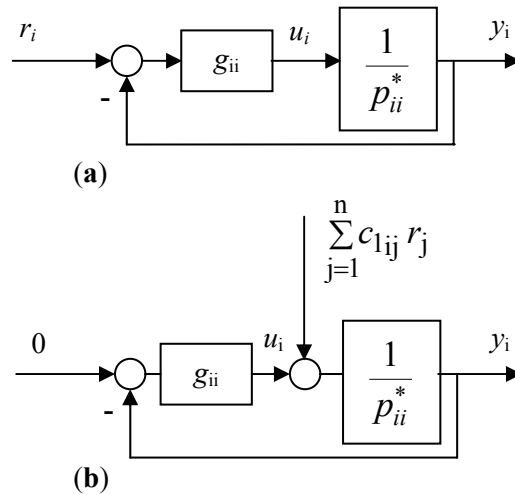 r_i
g_ii
u_i
1
p*_ii
y_i
-
(a)
n
∑ c_1ij r_j
j=1
0
g_ii
u_i
1
p*_ii
y_i
-
(b)